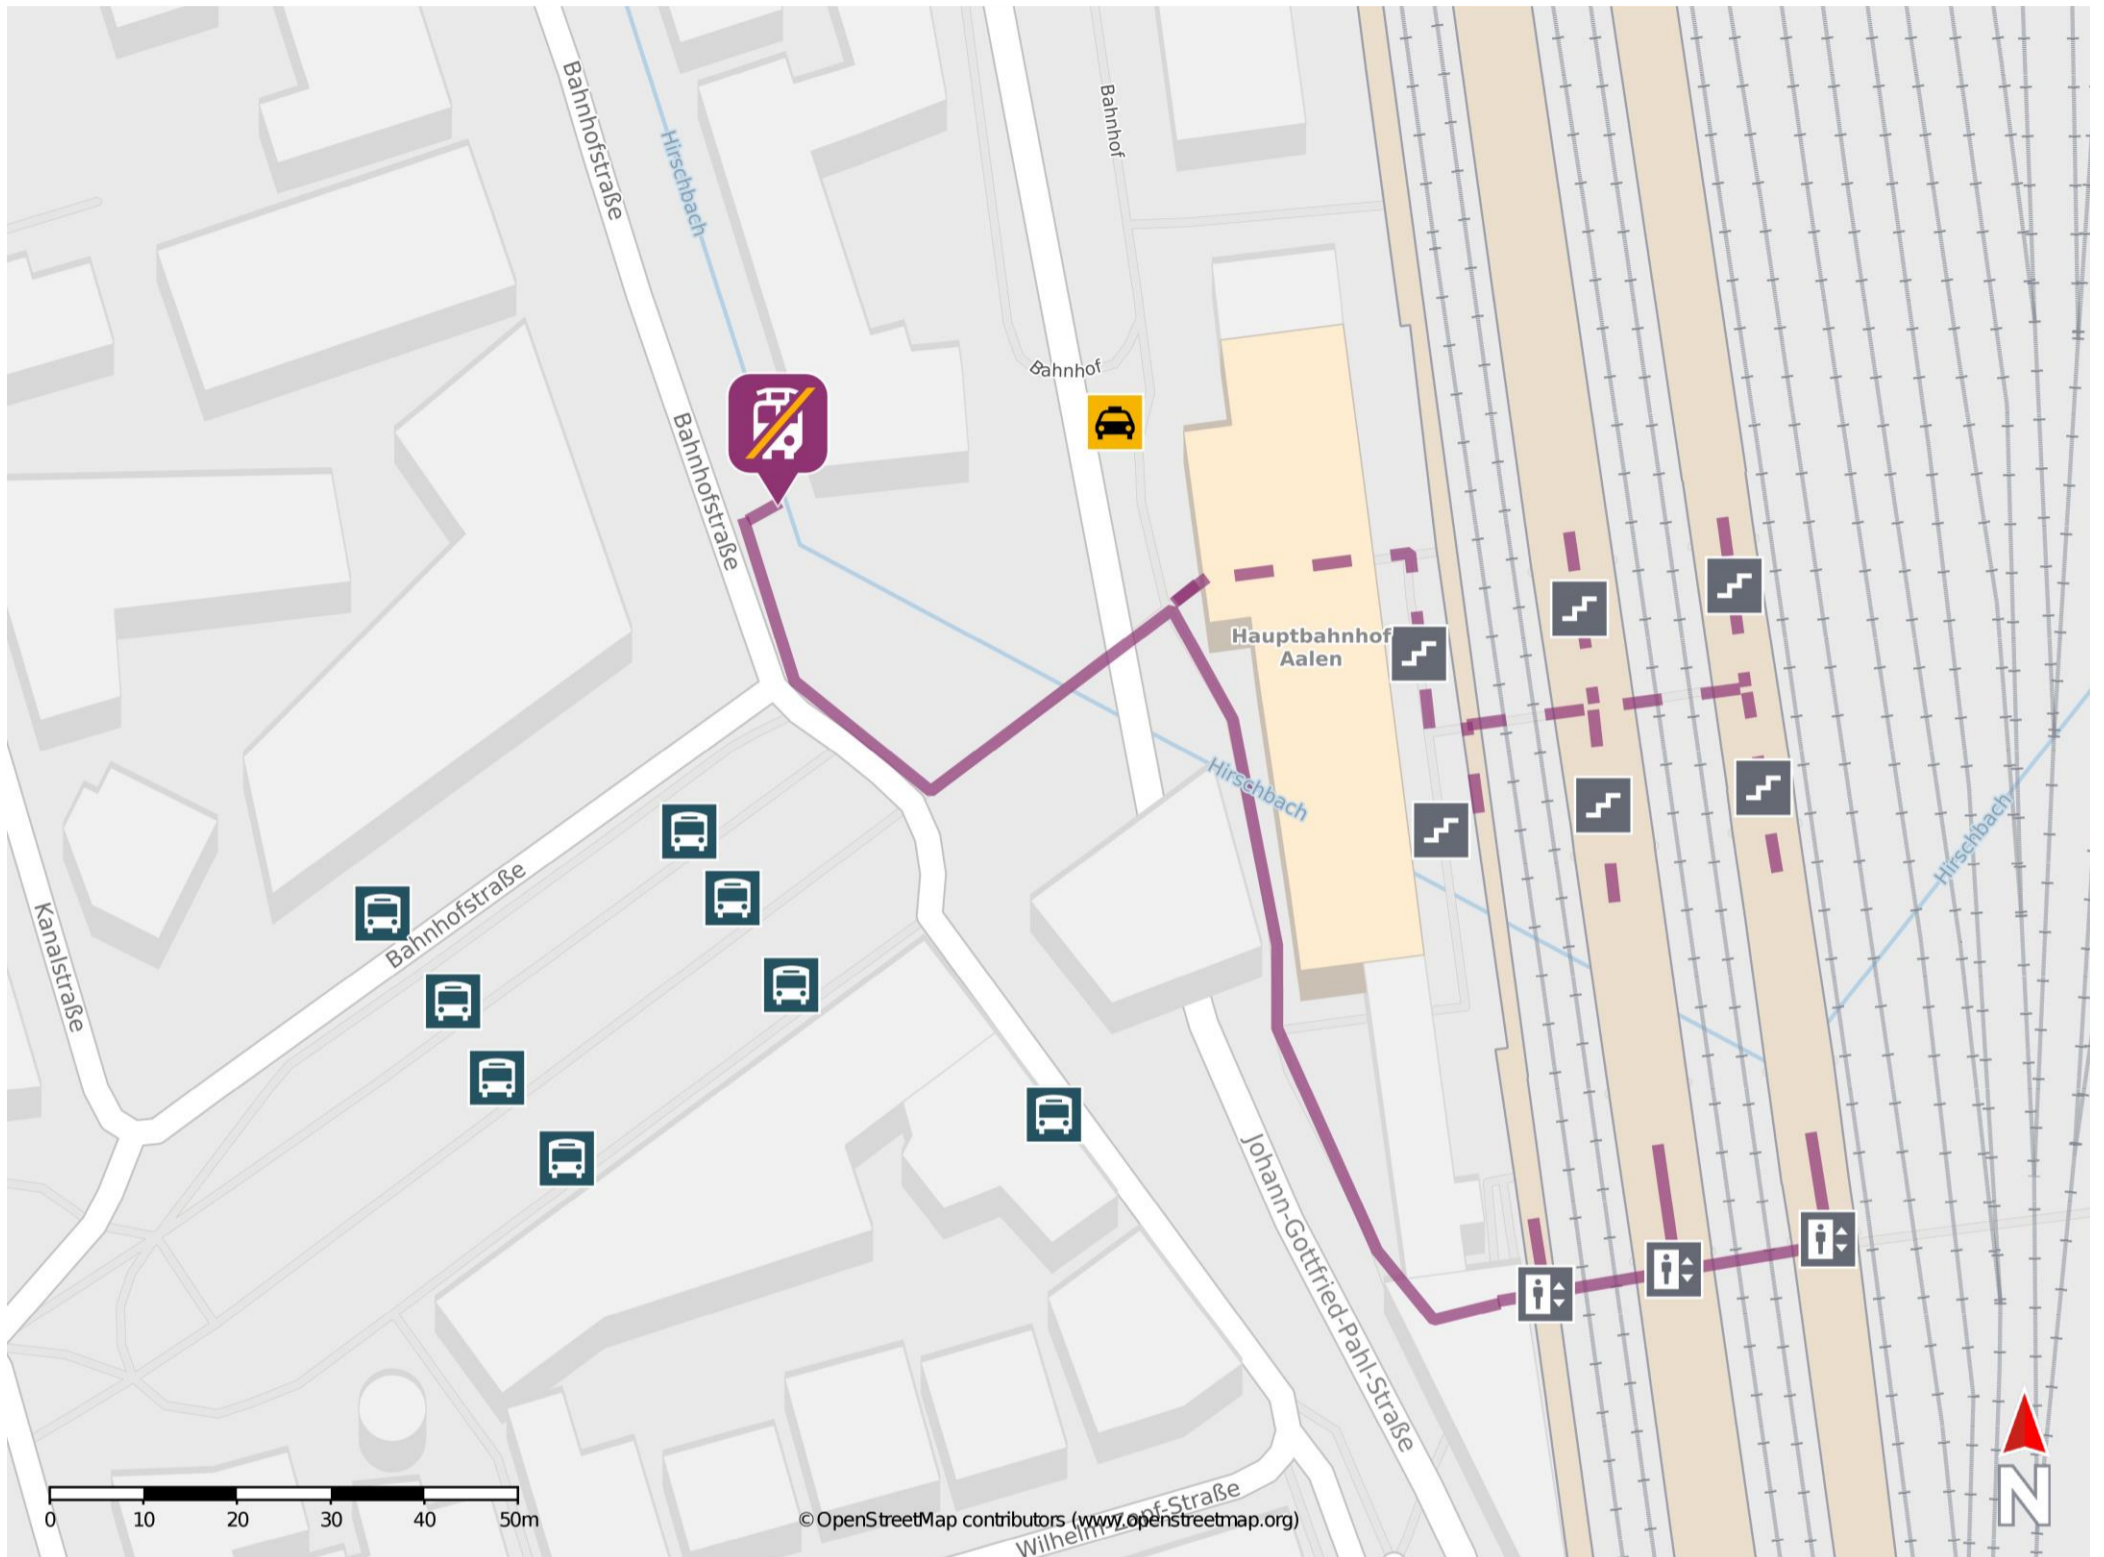 Bahnhofstraße
Hirschbach
Bahnhof
Bahnhof
Bahnhofstraße
Hauptbahnhof
Aalen
Hirschbach
Hirschbach
Bahnhofstraße
Kanalstraße
Johann-Gottfried-Pahl-Straße
Wilhelm-Zapf-Straße
0 10 20 30 40 50m
© OpenStreetMap contributors (www.openstreetmap.org)
N